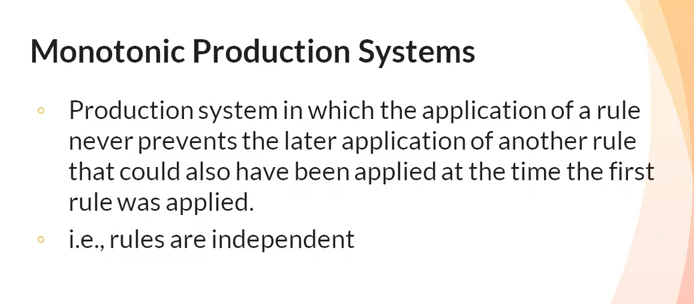 Monotonic Production Systems
Production system in which the application of a rule
never prevents the later application of another rule
that could also have been applied at the time the first
rule was applied.
i.e., rules are independent